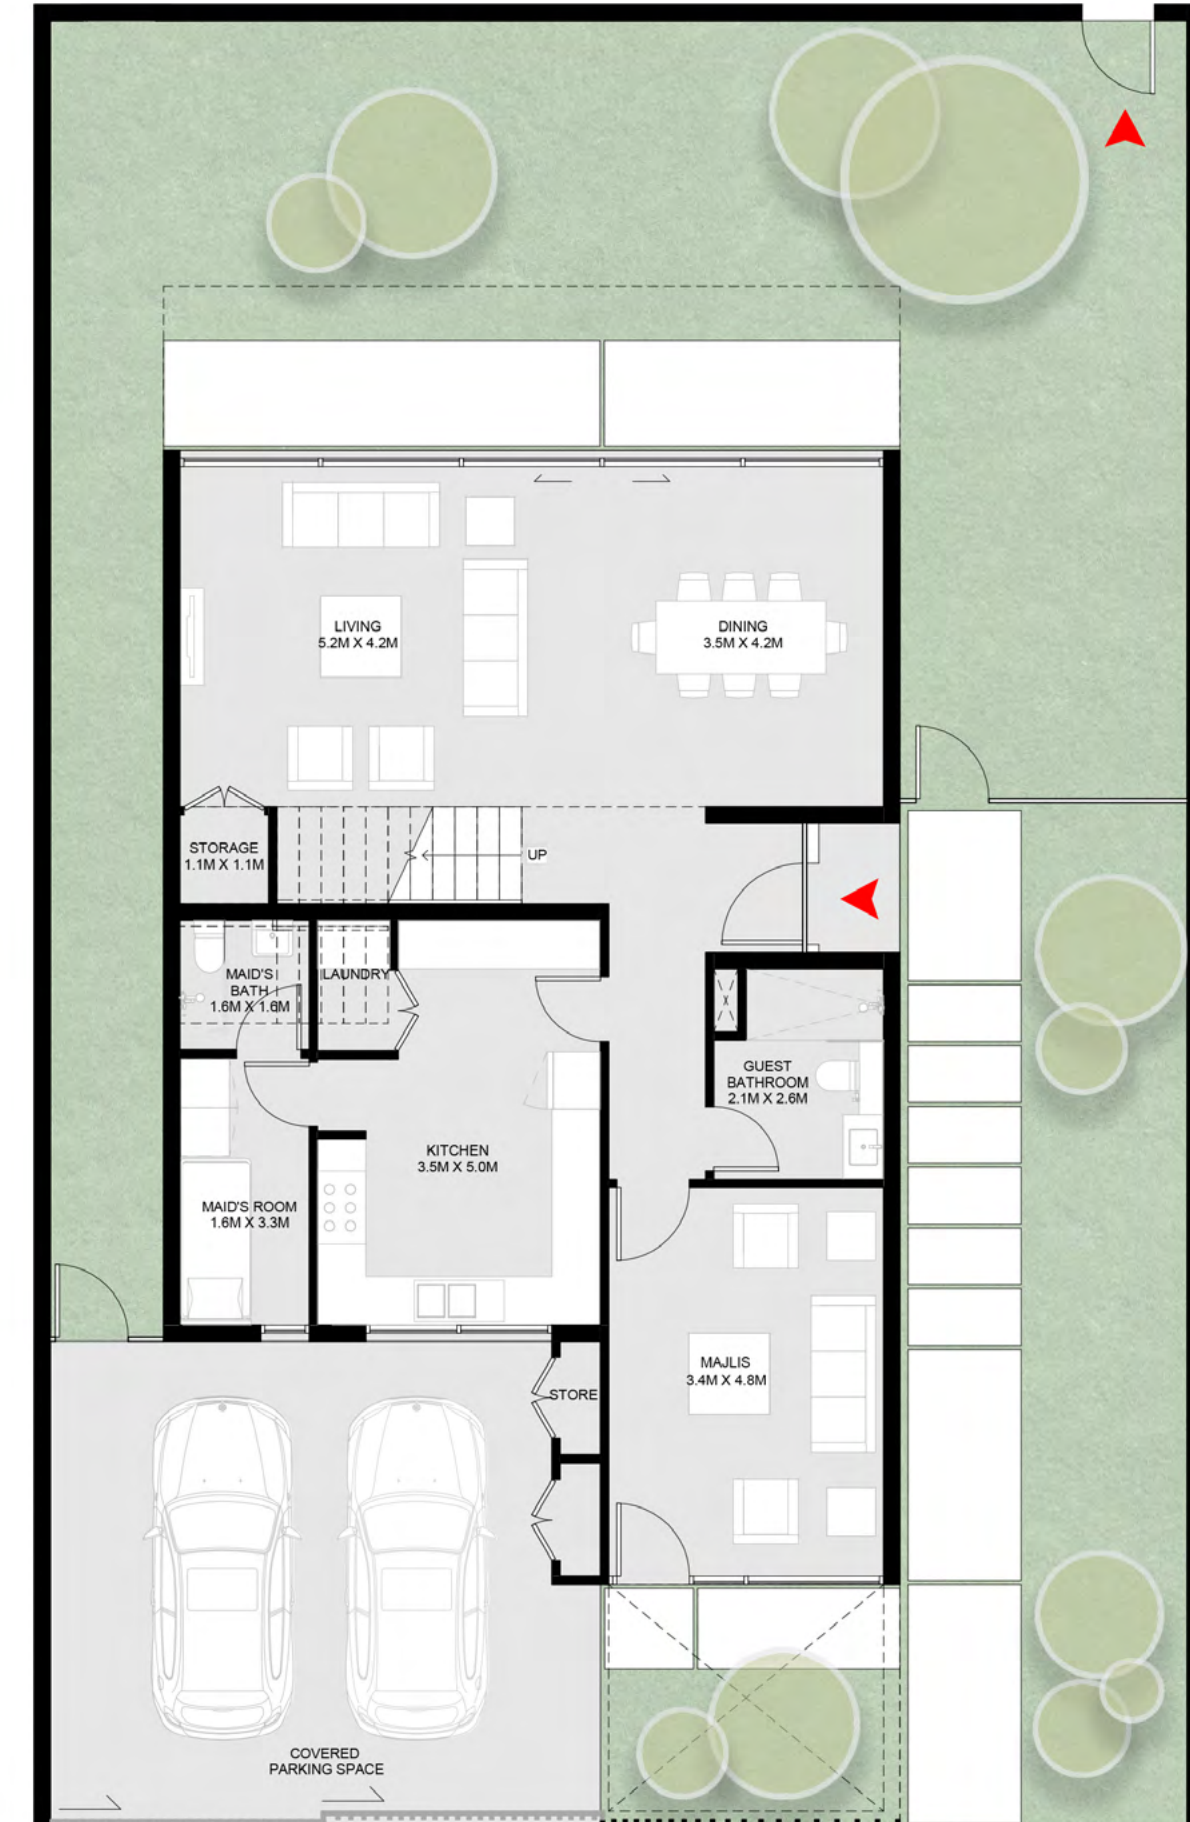 LIVING
5.2M X 4.2M
DINING
3.5M X 4.2M
STORAGE
1.1M X 1.1M
UP
MAID'S
BATH
1.6M X 1.6M
LAUNDRY
GUEST
BATHROOM
2.1M X 2.6M
KITCHEN
3.5M X 5.0M
MAID'S ROOM
1.6M X 3.3M
MAJLIS
3.4M X 4.8M
STORE
COVERED
PARKING SPACE